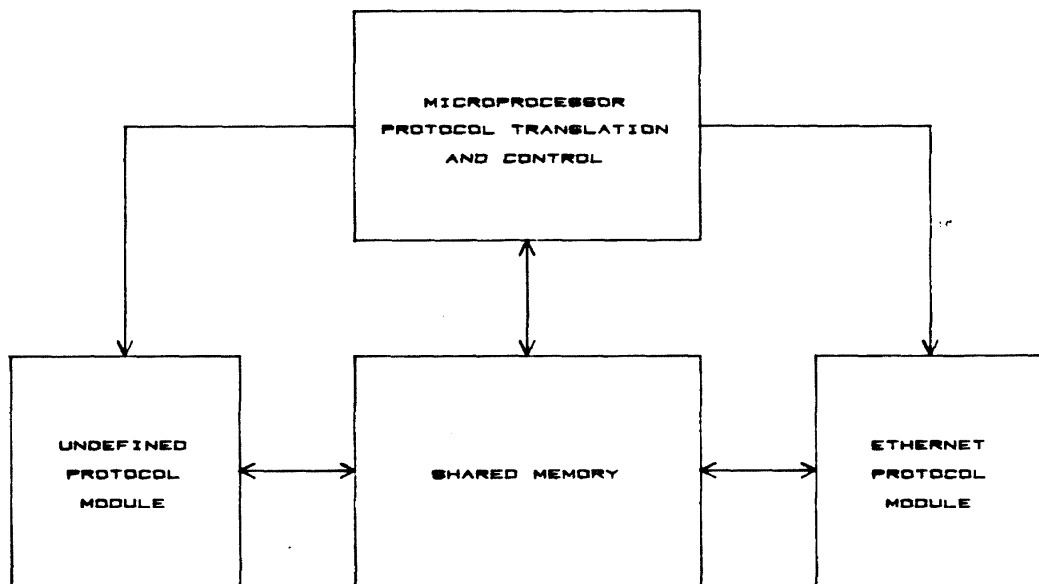 MICROPROCESSOR
PROTOCOL TRANSLATION
AND CONTROL
UNDEFINED
PROTOCOL
MODULE
SHARED MEMORY
ETHERNET
PROTOCOL
MODULE